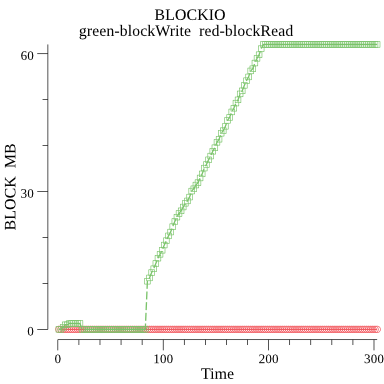 BLOCKIO
green-blockWrite red-blockRead
BLOCK MB
60
30
0
0 100 200 300
Time